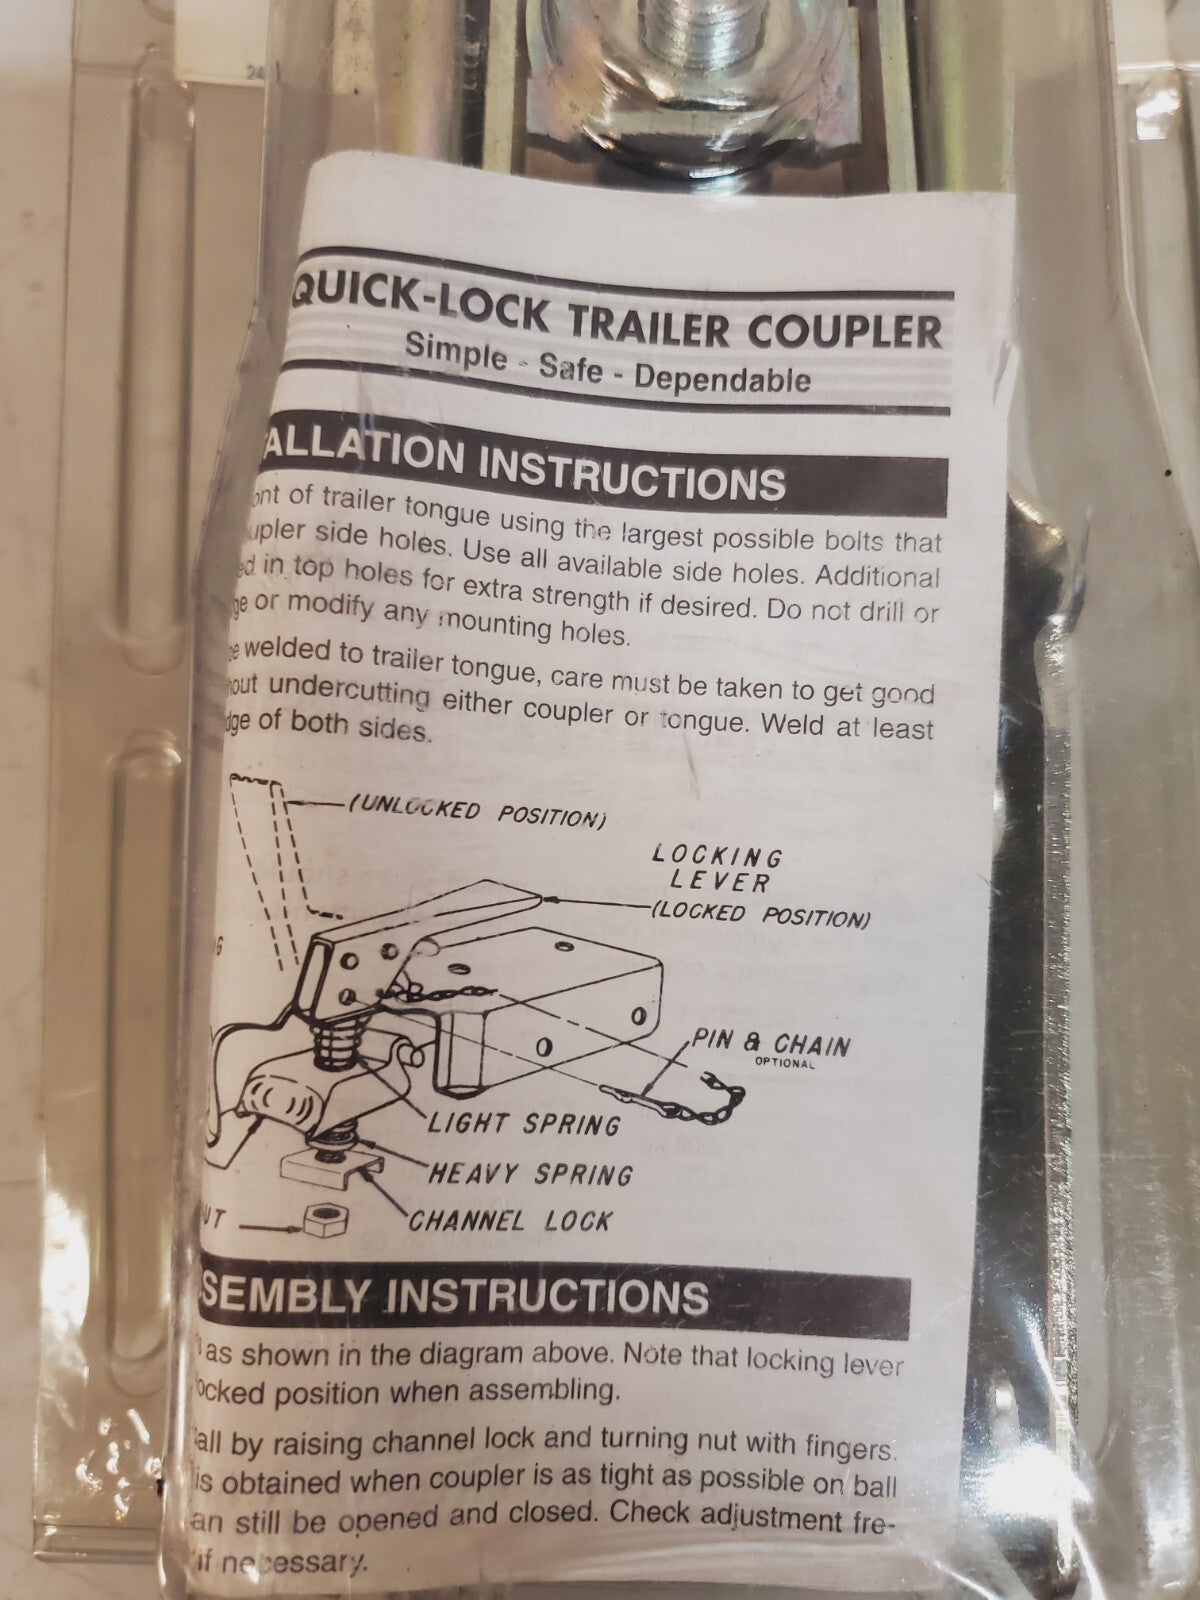 24
QUICK-LOCK TRAILER COUPLER
Simple - Safe - Dependable
ALLATION INSTRUCTIONS
ont of trailer tongue using the largest possible bolts that
upler side holes. Use all available side holes. Additional
ed in top holes for extra strength if desired. Do not drill or
ge or modify any mounting holes.
e welded to trailer tongue, care must be taken to get good
hout undercutting either coupler or tongue. Weld at least
dge of both sides.
(UNLOCKED POSITION)
LOCKING
LEVER
(LOCKED POSITION)
G
PIN & CHAIN
OPTIONAL
LIGHT SPRING
HEAVY SPRING
UT
CHANNEL LOCK
SEMBLY INSTRUCTIONS
as shown in the diagram above. Note that locking lever
ocked position when assembling.
all by raising channel lock and turning nut with fingers.
is obtained when coupler is as tight as possible on ball
an still be opened and closed. Check adjustment fre-
if necessary.